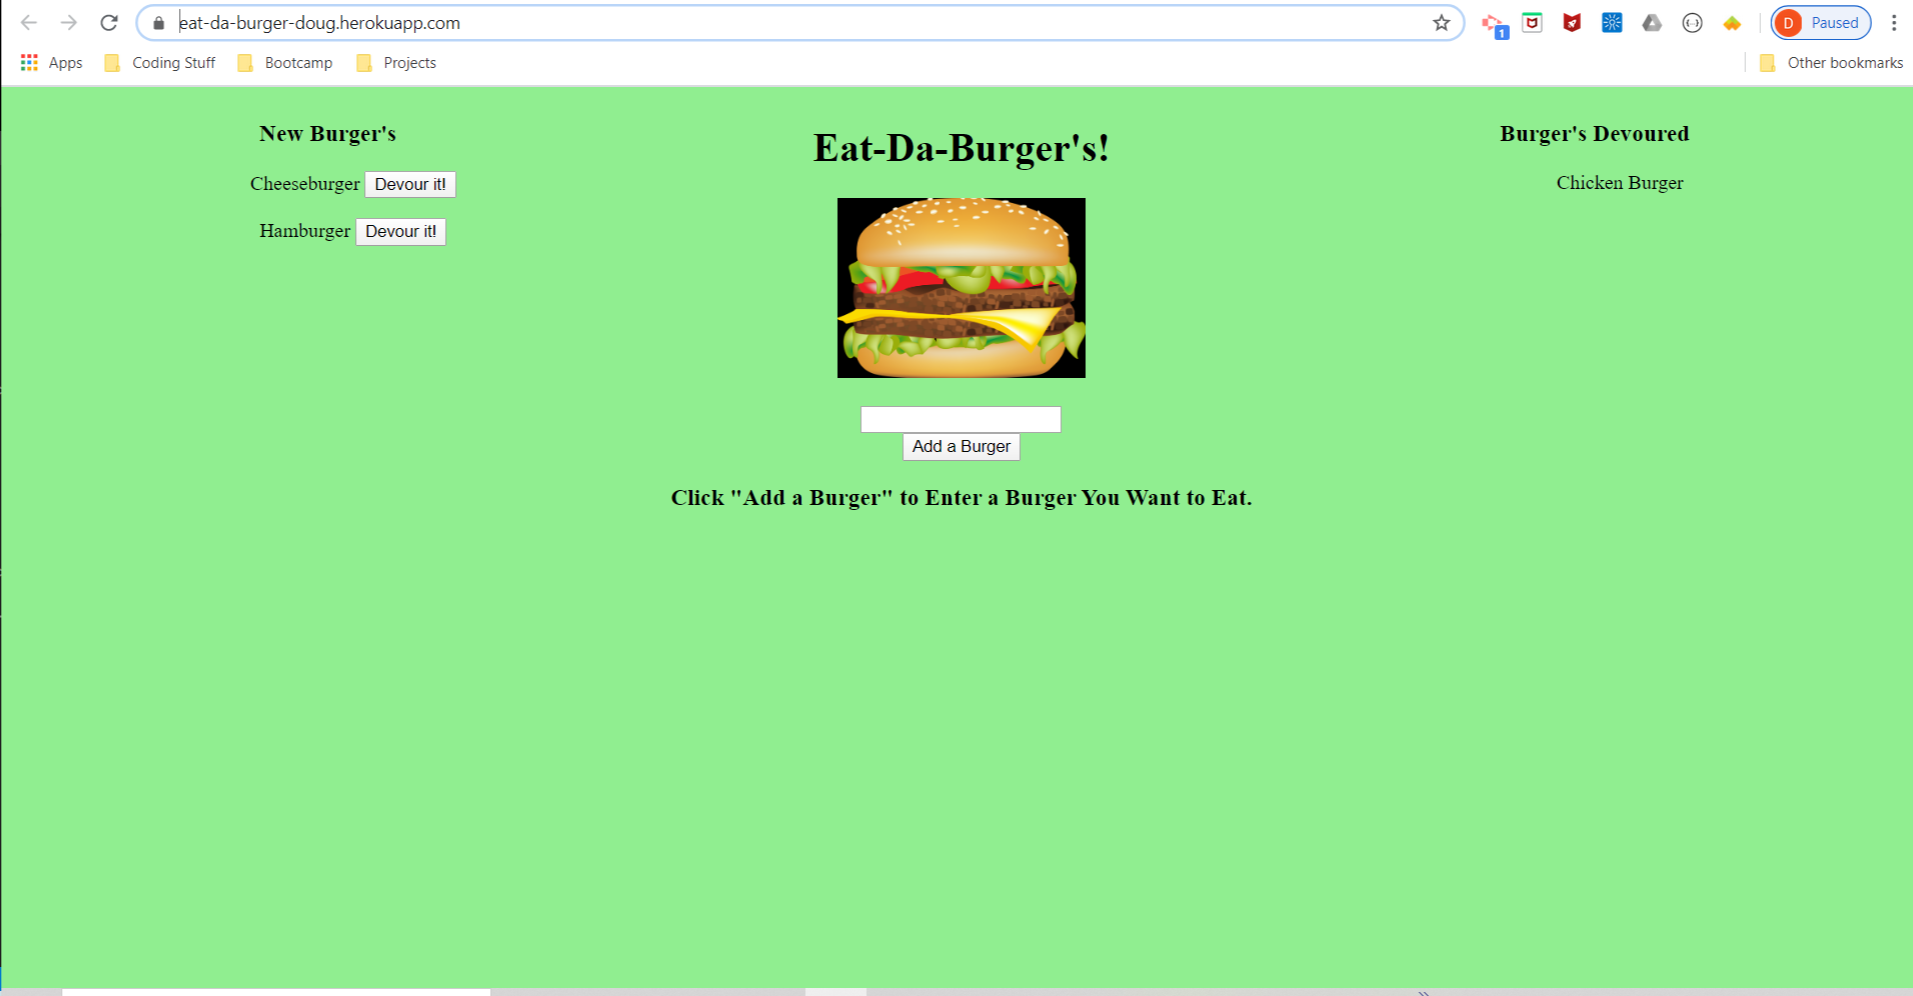 eat-da-burger-doug.herokuapp.com
1
D Paused
Apps Coding Stuff Bootcamp Projects Other bookmarks
New Burger's
Cheeseburger Devour it!
Hamburger Devour it!
Eat-Da-Burger's!
Add a Burger
Click "Add a Burger" to Enter a Burger You Want to Eat.
Burger's Devoured
Chicken Burger